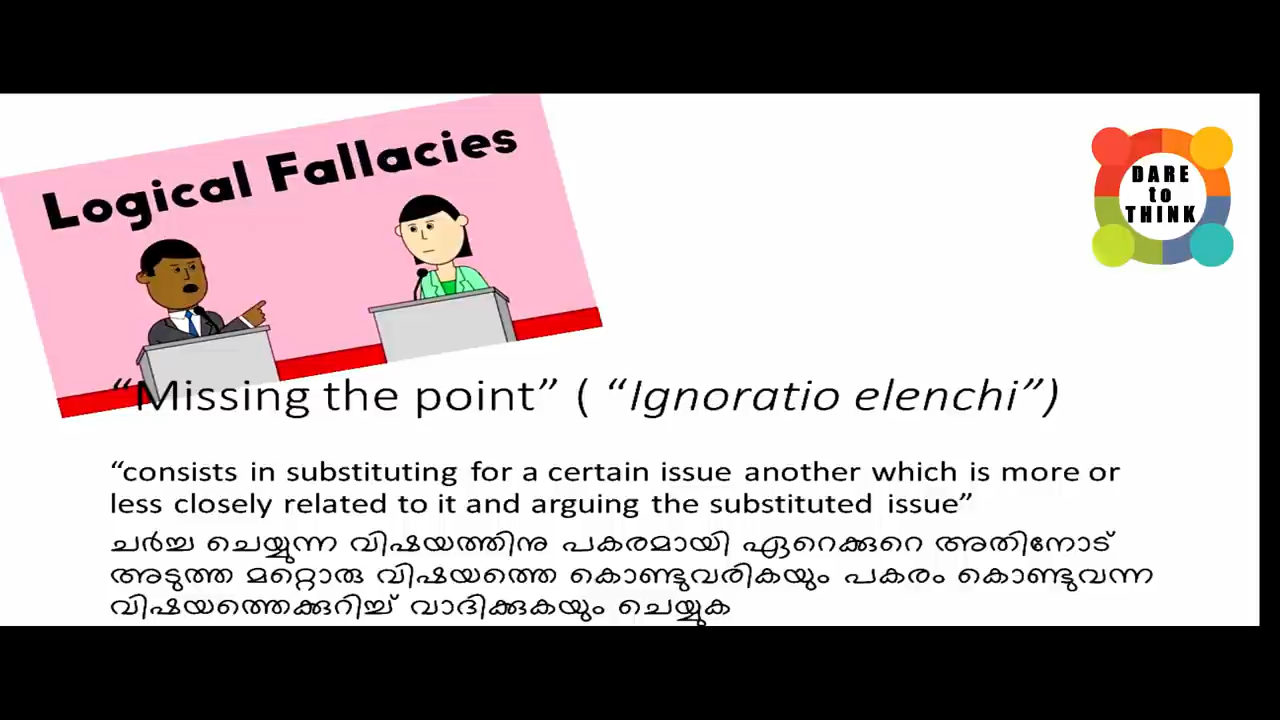 Logical Fallacies
DARE
to
THINK
“Missing the point” ( “Ignoratio elenchi”)
“consists in substituting for a certain issue another which is more or
less closely related to it and arguing the substituted issue”
ചർച്ച ചെയ്യുന്ന വിഷയത്തിനു പകരമായി ഏറെക്കുറെ അതിനോട്
അടുത്ത മറ്റൊരു വിഷയത്തെ കൊണ്ടുവരികയും പകരം കൊണ്ടുവന്ന
വിഷയത്തെക്കുറിച്ച് വാദിക്കുകയും ചെയ്യുക